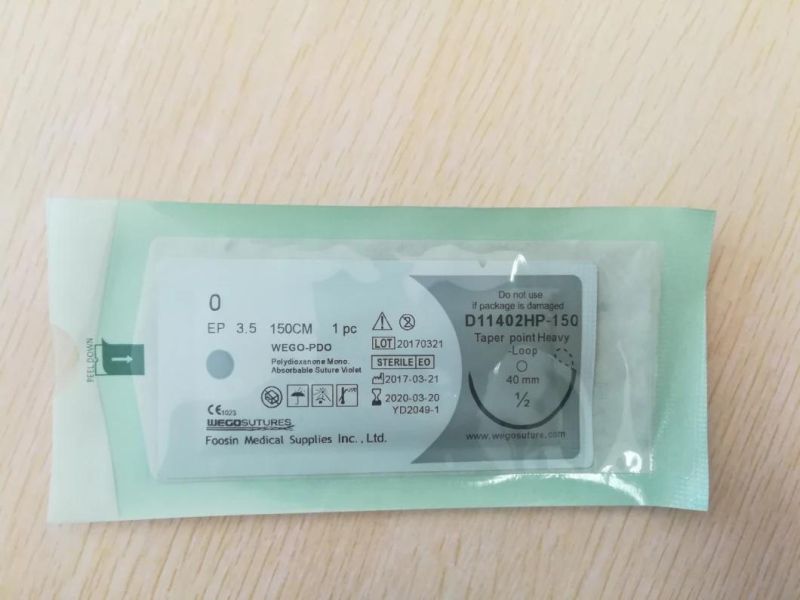 0
EP 3.5 150CM 1 pc
WEGO-PDO
Polydioxanone Mono.
Absorbable Suture Violet
CE 1023
WEGOSUTURES
Foosin Medical Supplies Inc., Ltd.
LOT 20170321
STERILE EO
2017-03-21
2020-03-20
YD2049-1
Do not use
if package is damaged
D11402HP-150
Taper point Heavy
-Loop
40 mm
1/2
www.wegosuture.com
PEEL DOWN